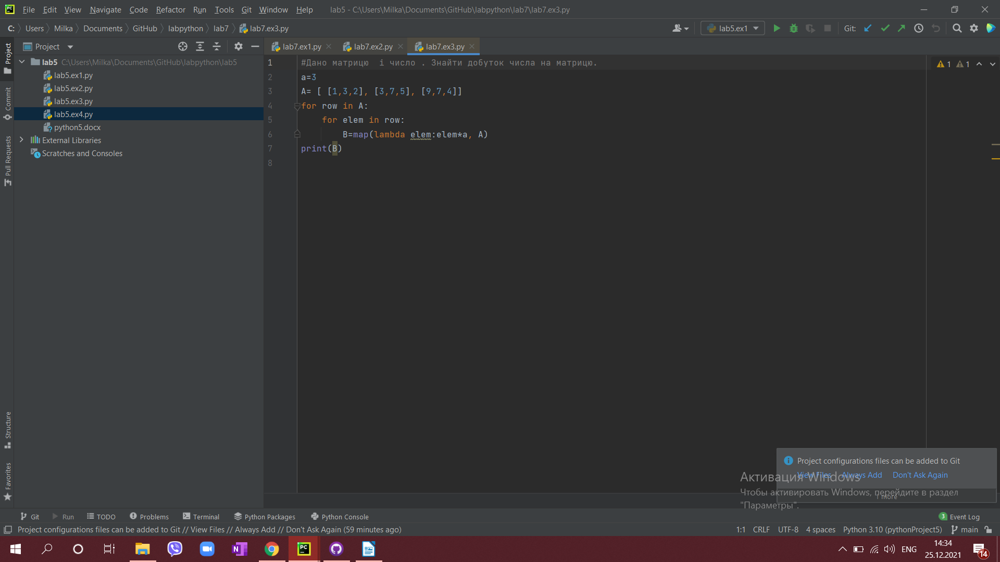 File Edit View Navigate Code Refactor Run Tools Git Window Help lab5 - C:\Users\Milka\Documents\GitHub\labpython\lab7\lab7.ex3.py
C: Users Milka Documents GitHub labpython lab7 lab7.ex3.py lab5.ex1 Git:
Project lab7.ex1.py lab7.ex2.py lab7.ex3.py
Project
Commit
Pull Requests
Structure
Favorites
lab5 C:\Users\Milka\Documents\GitHub\labpython\lab5
lab5.ex1.py
lab5.ex2.py
lab5.ex3.py
lab5.ex4.py
python5.docx
External Libraries
Scratches and Consoles
1 #Дано матрицю  і число . Знайти добуток числа на матрицю.
2 a=3
3 A= [ [1,3,2], [3,7,5], [9,7,4]]
4 for row in A:
5     for elem in row:
6         B=map(lambda elem:elem*a, A)
7 print(B)
8
1 1
Project configurations files can be added to Git
View Files Always Add Don't Ask Again
1 more
Активация Windows
Чтобы активировать Windows, перейдите в раздел
"Параметры".
Git Run TODO Problems Terminal Python Packages Python Console 3 Event Log
Project configurations files can be added to Git // View Files // Always Add // Don't Ask Again (59 minutes ago) 1:1 CRLF UTF-8 4 spaces Python 3.10 (pythonProject5) main
ENG 14:34
25.12.2021
14